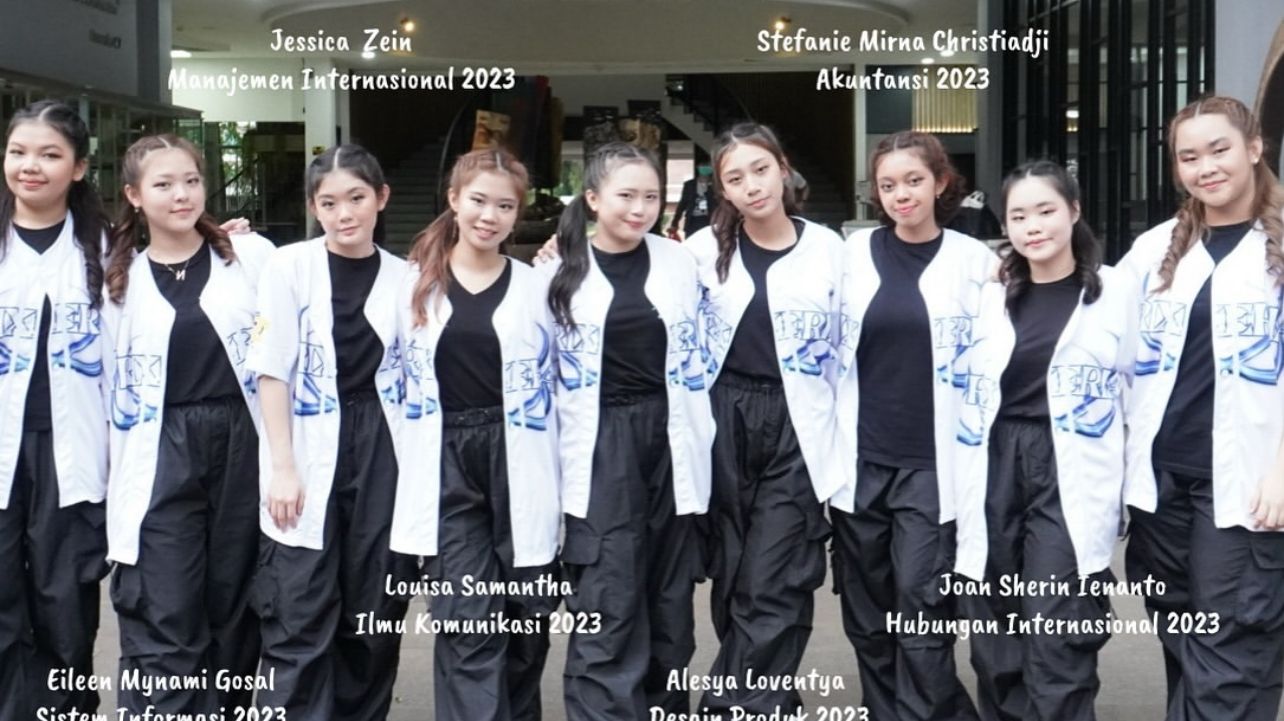 Jessica Zein
Manajemen Internasional 2023
Stefanie Mirna Christiadji
Akuntansi 2023
Louisa Samantha
Ilmu Komunikasi 2023
Joan Sherin Ienanto
Hubungan Internasional 2023
Eileen Mynami Gosal
Sistem Informasi 2023
Alesya Loventya
Desain Produk 2023